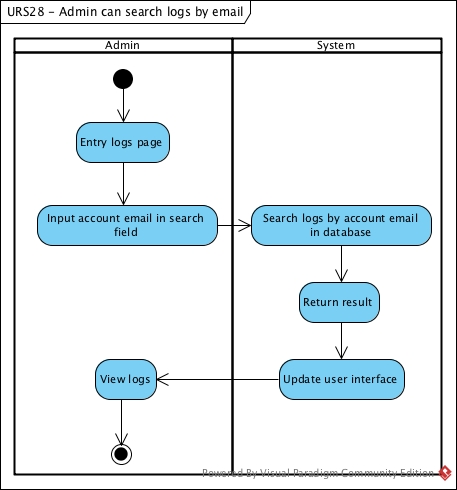 URS28 - Admin can search logs by email
Admin
System
Entry logs page
Input account email in search
field
Search logs by account email
in database
Return result
View logs
Update user interface
Powered By Visual Paradigm Community Edition